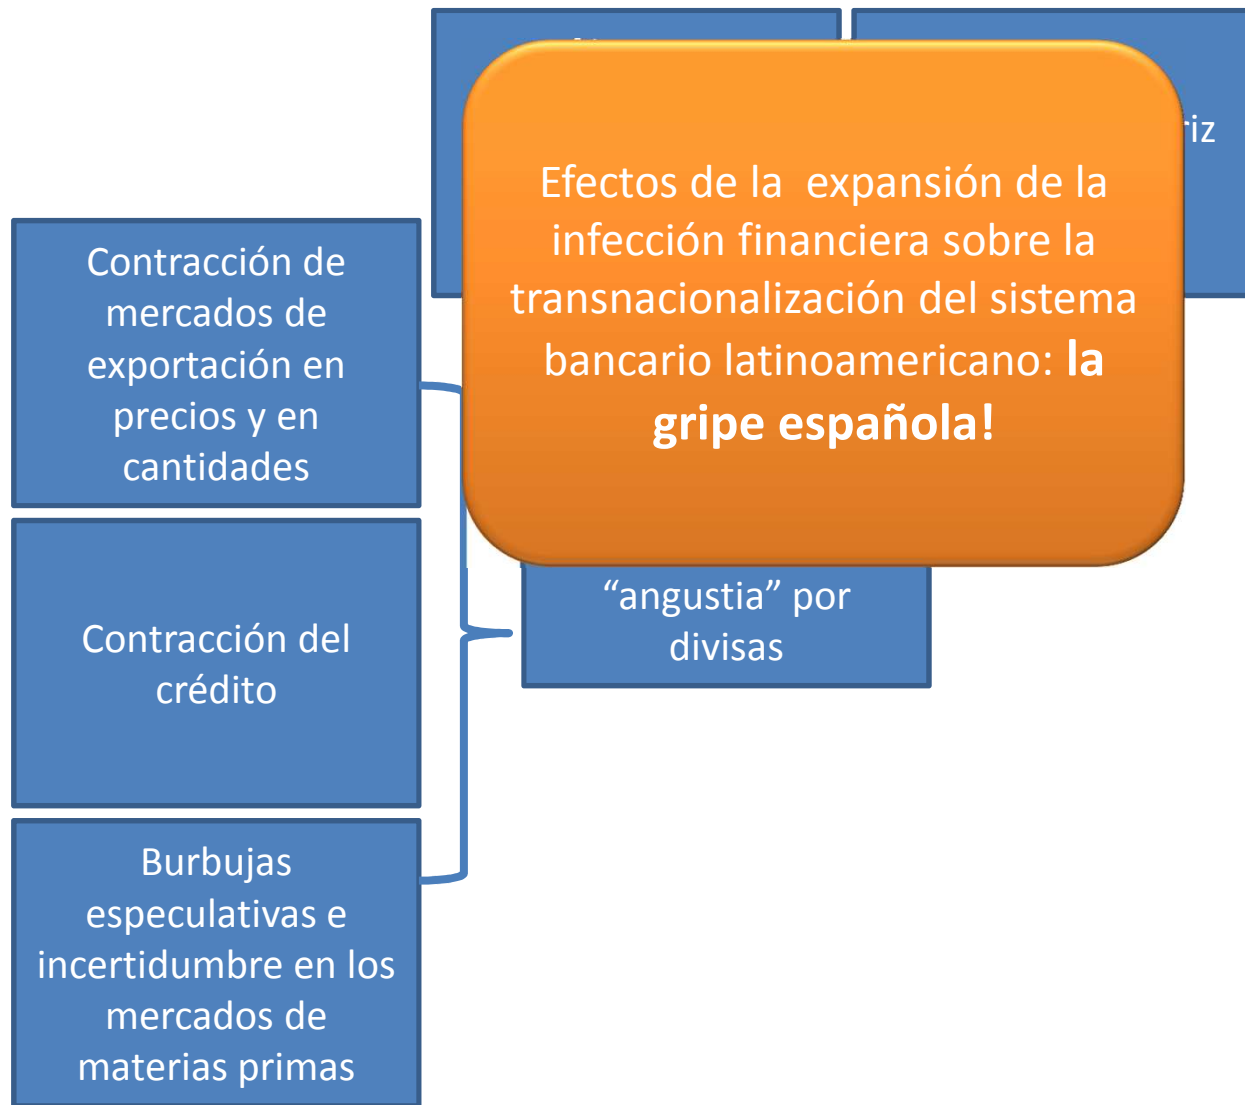 riz
Efectos de la expansión de la
infección financiera sobre la
transnacionalización del sistema
bancario latinoamericano: la
gripe española!
Contracción de
mercados de
exportación en
precios y en
cantidades
"angustia" por
divisas
Contracción del
crédito
Burbujas
especulativas e
incertidumbre en los
mercados de
materias primas